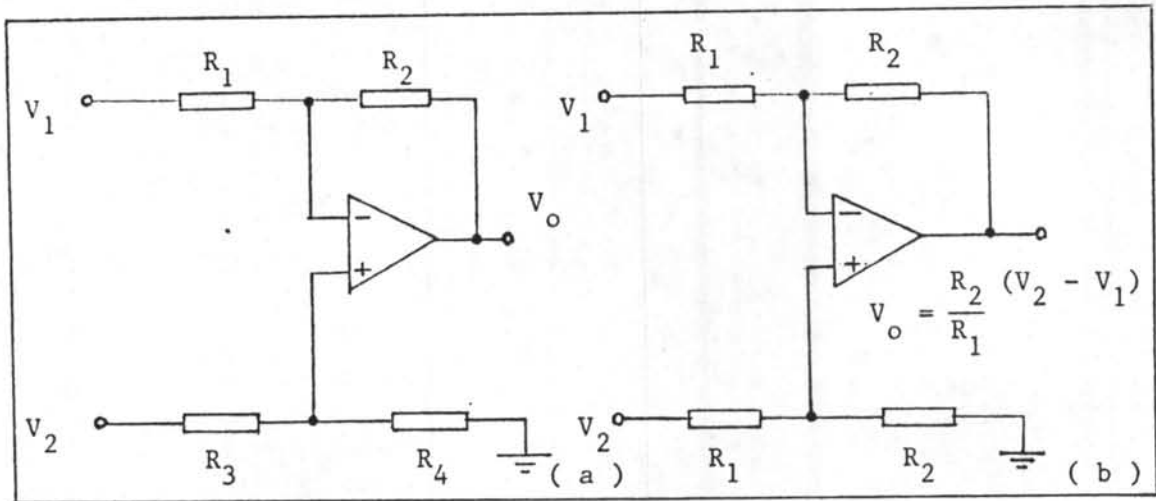 R1 R2
V1
−
+
Vo
V2
R3 R4
( a )
R1 R2
V1
−
+
Vo = R2/R1 (V2 - V1)
V2
R1 R2
( b )